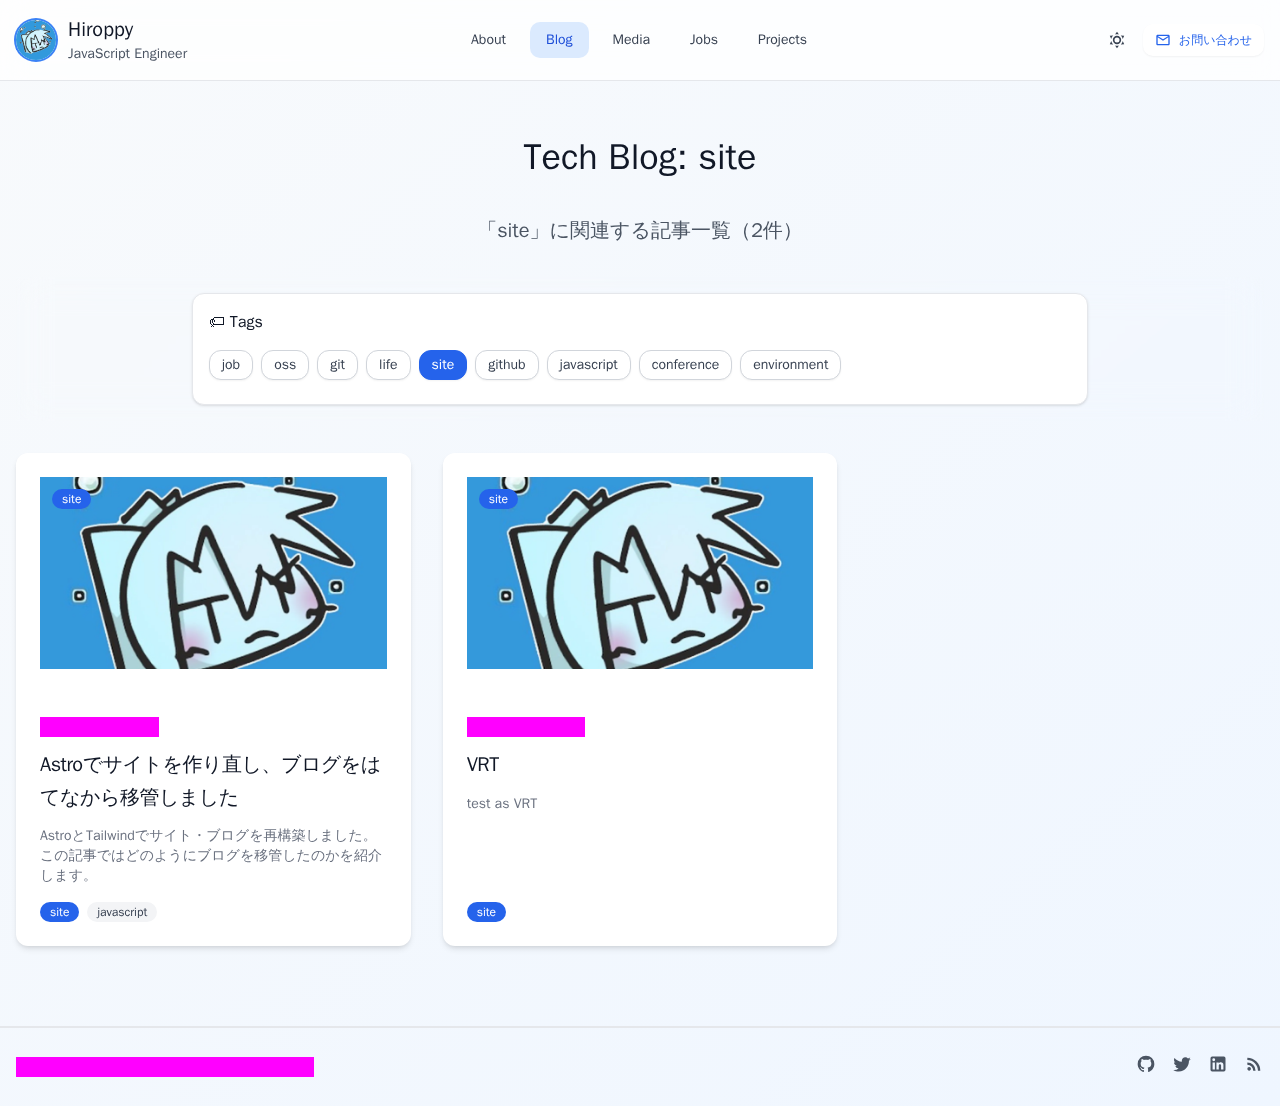 Hiroppy
JavaScript Engineer
About
Blog
Media
Jobs
Projects
お問い合わせ
Tech Blog: site
「site」に関連する記事一覧（2件）
Tags
job
oss
git
life
site
github
javascript
conference
environment
site
Astroでサイトを作り直し、ブログをは
てなから移管しました
AstroとTailwindでサイト・ブログを再構築しました。
この記事ではどのようにブログを移管したのかを紹介
します。
site
javascript
site
VRT
test as VRT
site